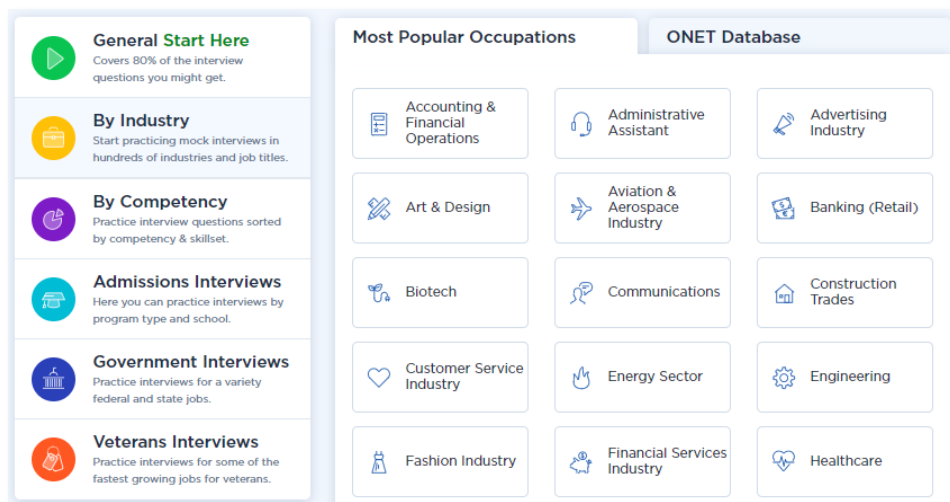 General Start Here
Covers 80% of the interview
questions you might get.
By Industry
Start practicing mock interviews in
hundreds of industries and job titles.
By Competency
Practice interview questions sorted
by competency & skillset.
Admissions Interviews
Here you can practice interviews by
program type and school.
Government Interviews
Practice interviews for a variety
federal and state jobs.
Veterans Interviews
Practice interviews for some of the
fastest growing jobs for veterans.
Most Popular Occupations
ONET Database
Accounting &
Financial
Operations
Administrative
Assistant
Advertising
Industry
Art & Design
Aviation &
Aerospace
Industry
Banking (Retail)
Biotech
Communications
Construction
Trades
Customer Service
Industry
Energy Sector
Engineering
Fashion Industry
Financial Services
Industry
Healthcare